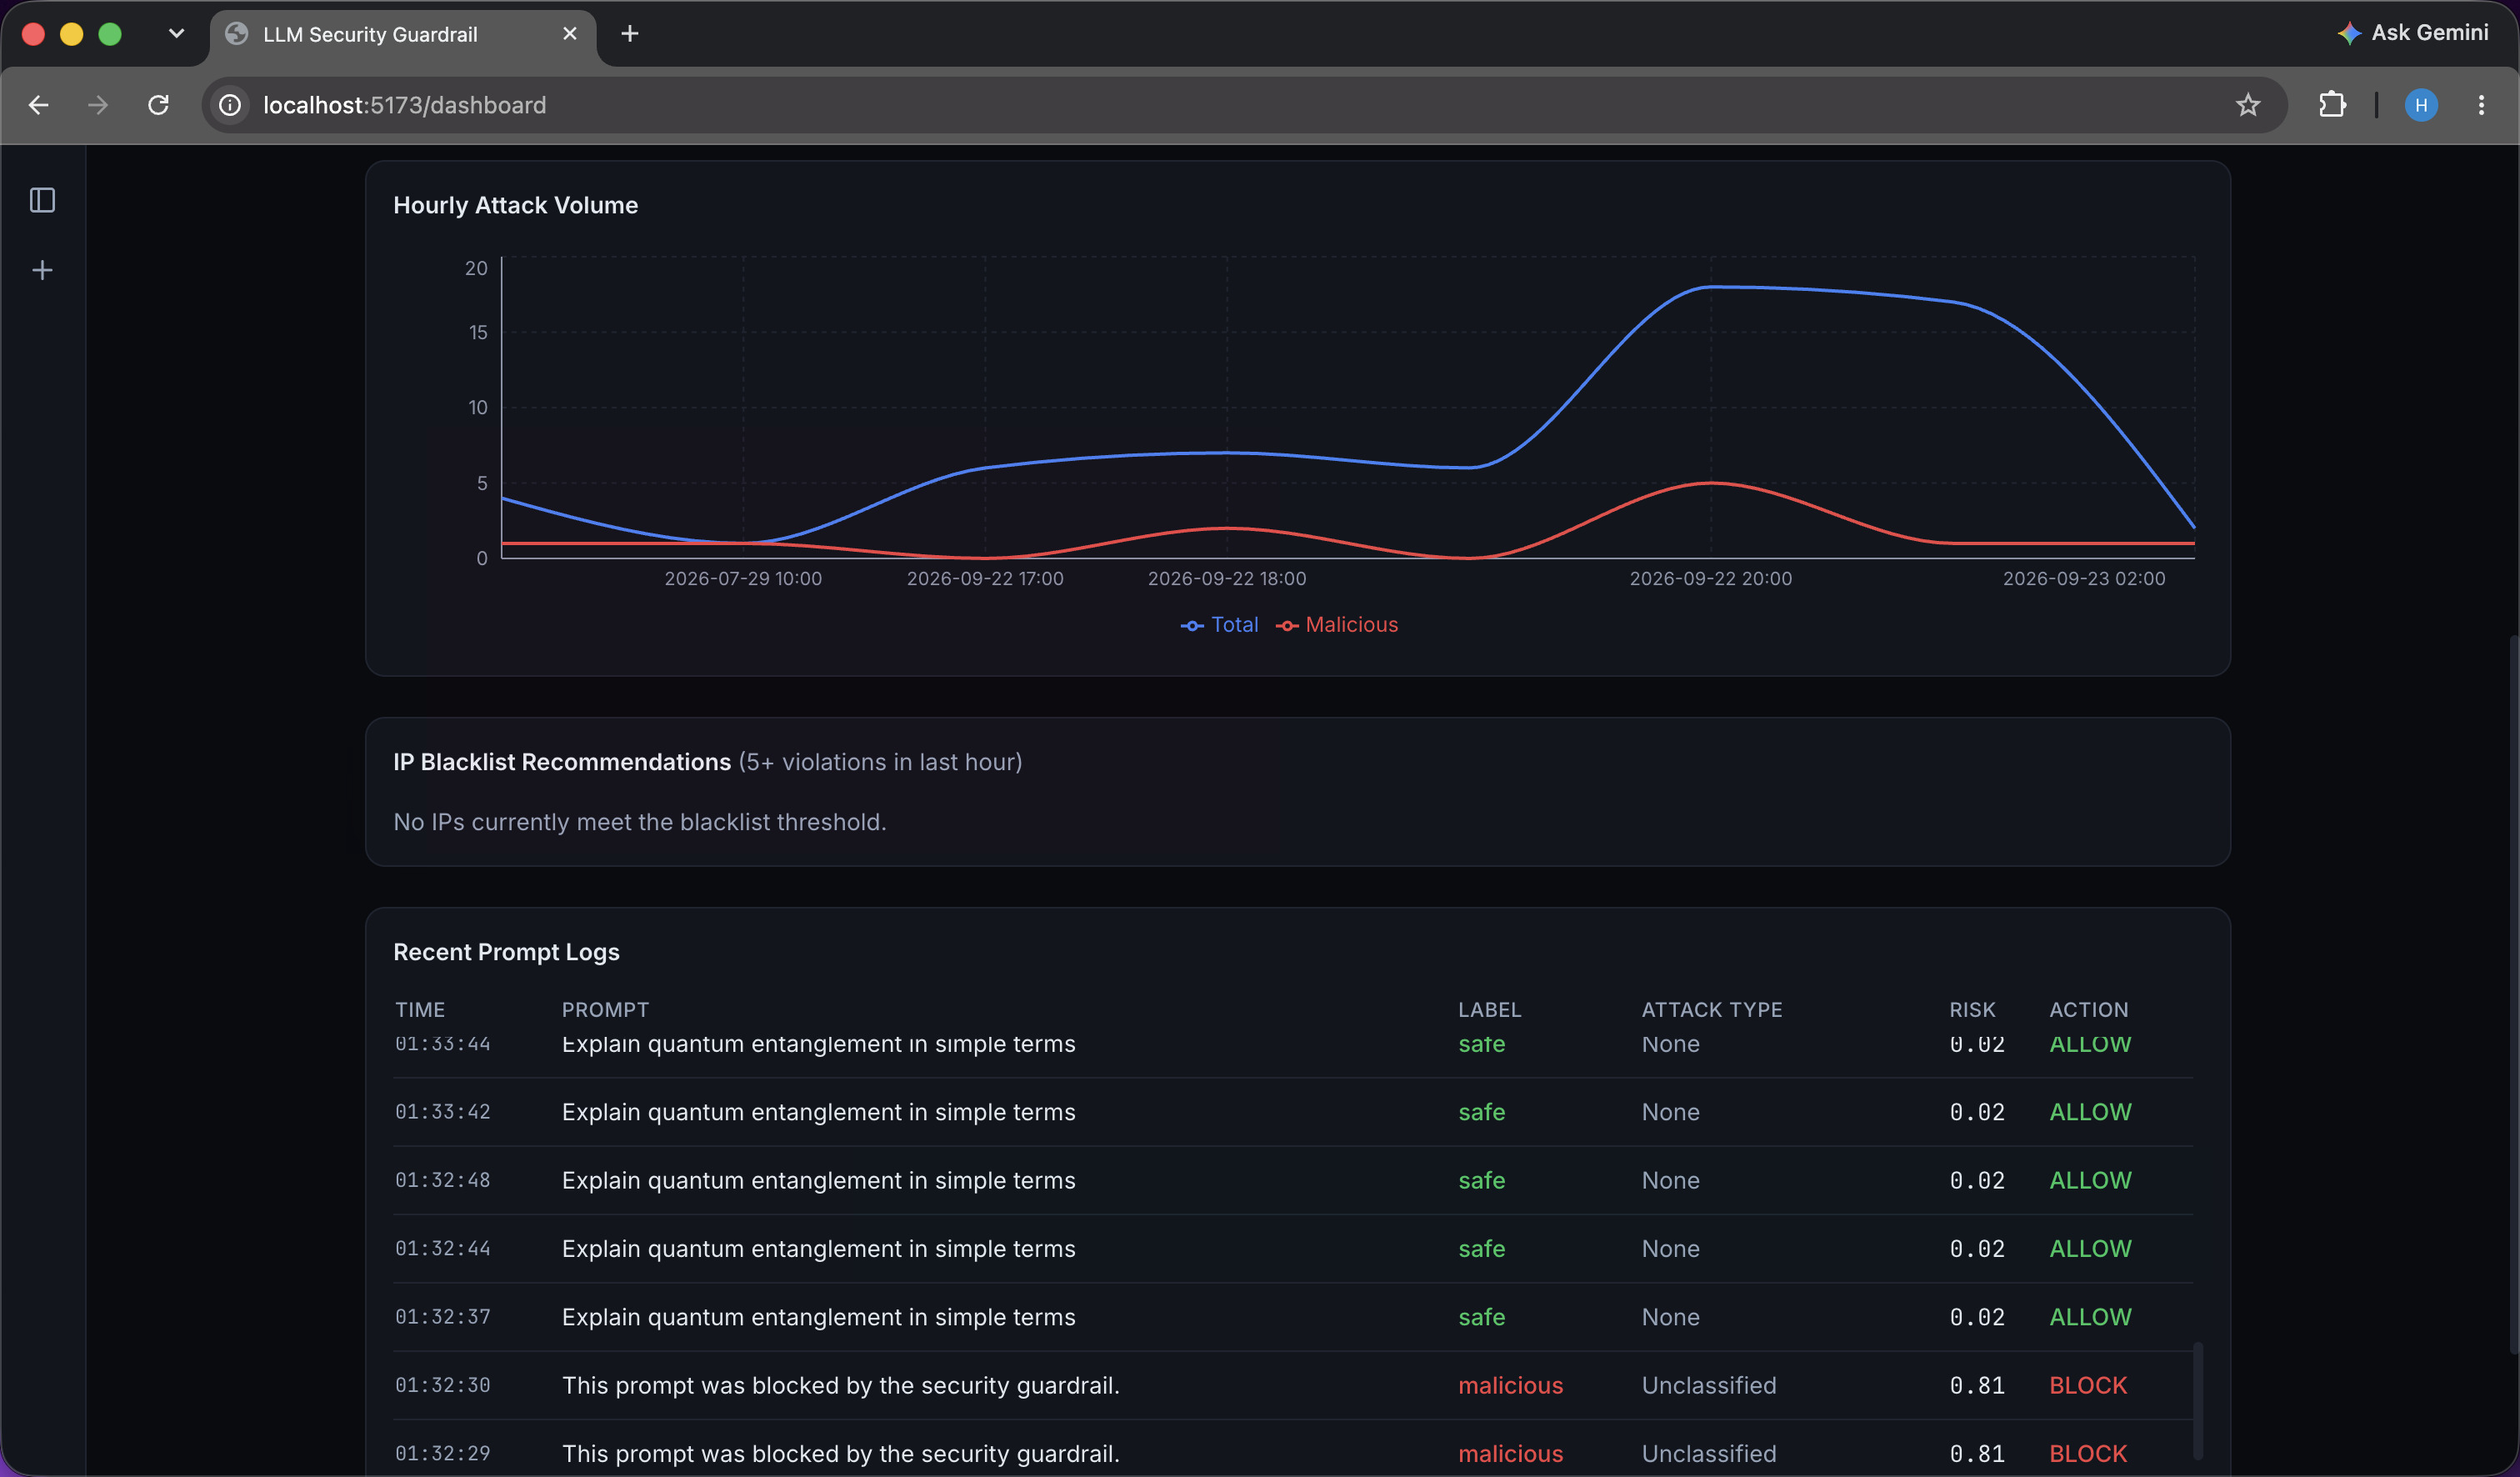 LLM Security Guardrail
Ask Gemini
localhost:5173/dashboard
H
Hourly Attack Volume
20
15
10
5
0
2026-07-29 10:00 2026-09-22 17:00 2026-09-22 18:00 2026-09-22 20:00 2026-09-23 02:00
Total Malicious
IP Blacklist Recommendations (5+ violations in last hour)
No IPs currently meet the blacklist threshold.
Recent Prompt Logs
TIME PROMPT LABEL ATTACK TYPE RISK ACTION
01:33:44 Explain quantum entanglement in simple terms safe None 0.02 ALLOW
01:33:42 Explain quantum entanglement in simple terms safe None 0.02 ALLOW
01:32:48 Explain quantum entanglement in simple terms safe None 0.02 ALLOW
01:32:44 Explain quantum entanglement in simple terms safe None 0.02 ALLOW
01:32:37 Explain quantum entanglement in simple terms safe None 0.02 ALLOW
01:32:30 This prompt was blocked by the security guardrail. malicious Unclassified 0.81 BLOCK
01:32:29 This prompt was blocked by the security guardrail. malicious Unclassified 0.81 BLOCK